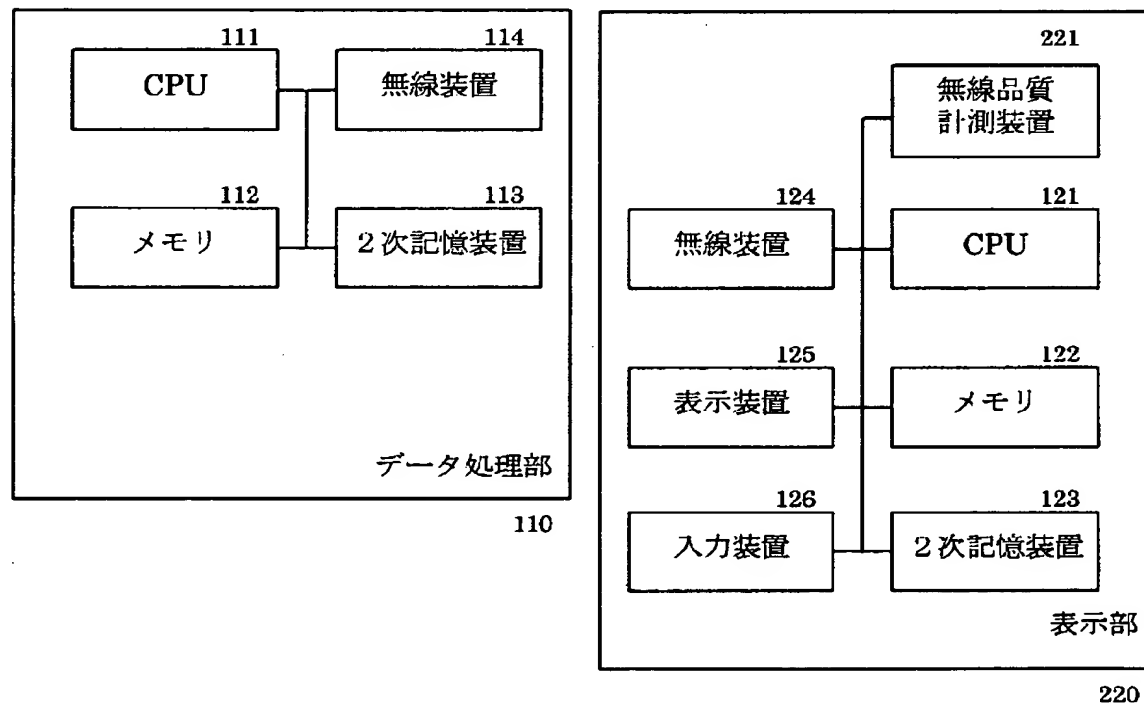 111
CPU
114
無線装置
112
メモリ
113
2次記憶装置
データ処理部
110
221
無線品質
計測装置
124
無線装置
121
CPU
125
表示装置
122
メモリ
126
入力装置
123
2次記憶装置
表示部
220